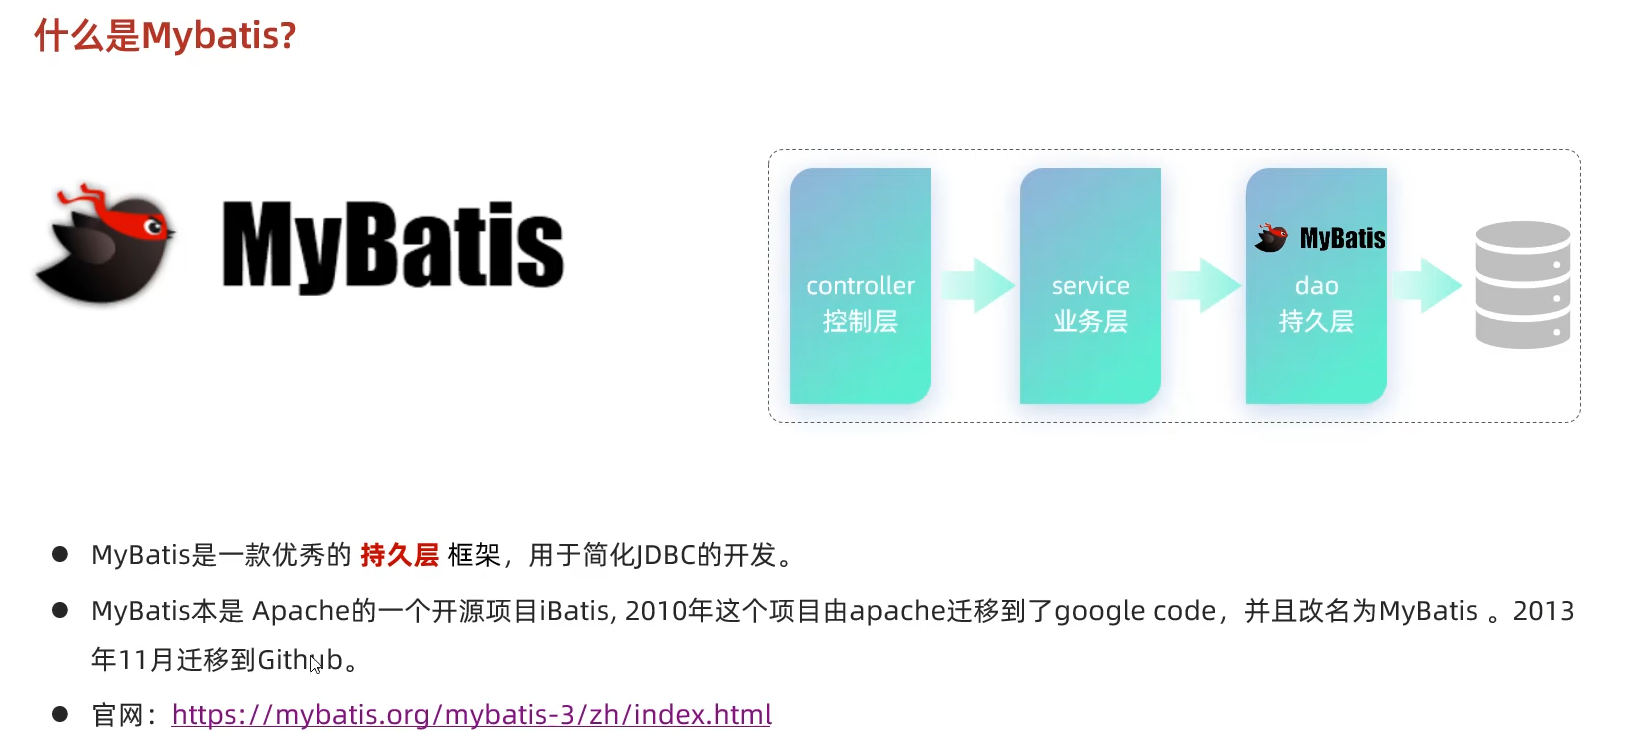 什么是Mybatis?
MyBatis
MyBatis
controller
控制层
service
业务层
dao
持久层
MyBatis是一款优秀的 持久层 框架，用于简化JDBC的开发。
MyBatis本是 Apache的一个开源项目iBatis, 2010年这个项目由apache迁移到了google code，并且改名为MyBatis 。2013
年11月迁移到Github。
官网：https://mybatis.org/mybatis-3/zh/index.html